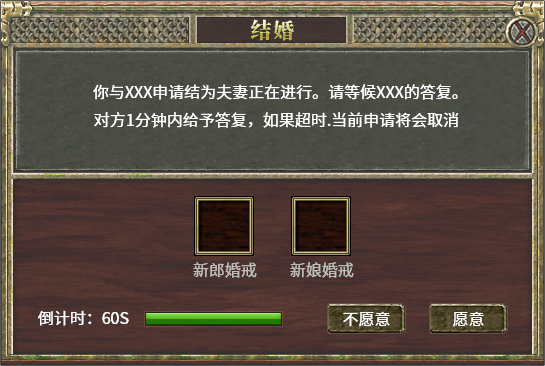 结婚
你与XXX申请结为夫妻正在进行。请等候XXX的答复。
对方1分钟内给予答复，如果超时.当前申请将会取消
新郎婚戒 新娘婚戒
倒计时：60S 不愿意 愿意